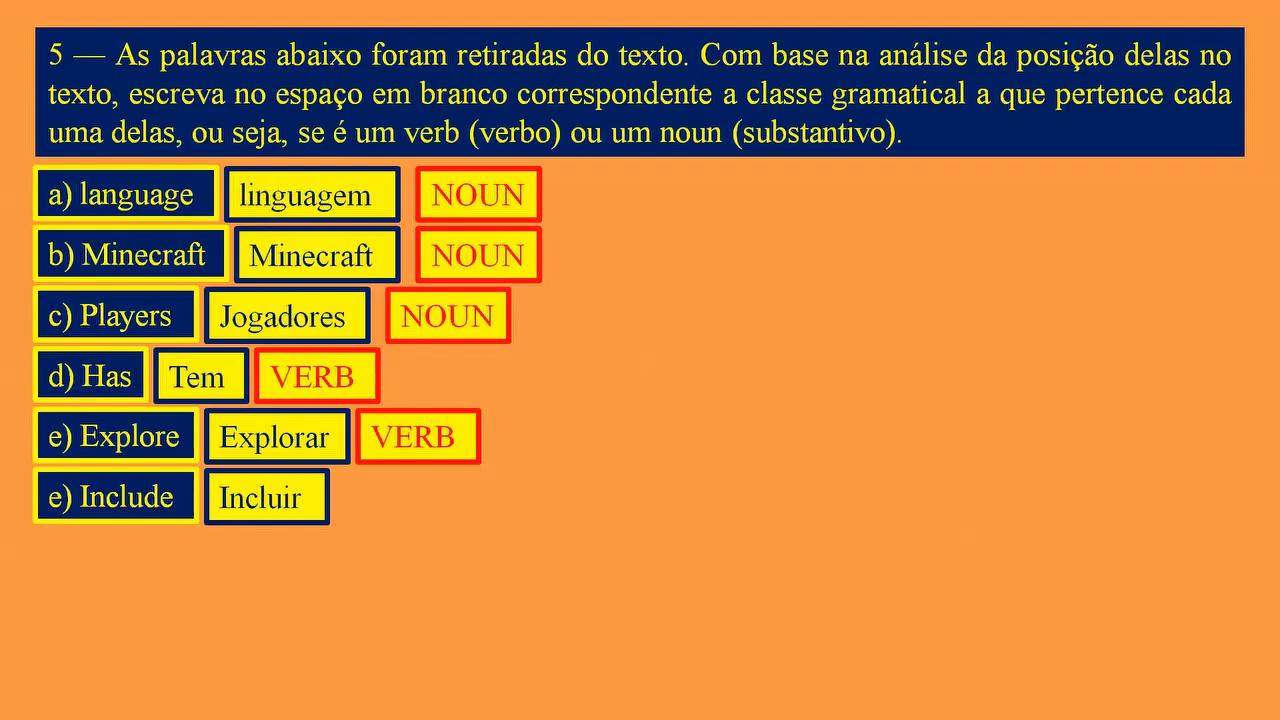 5 — As palavras abaixo foram retiradas do texto. Com base na análise da posição delas no
texto, escreva no espaço em branco correspondente a classe gramatical a que pertence cada
uma delas, ou seja, se é um verb (verbo) ou um noun (substantivo).
a) language linguagem NOUN
b) Minecraft Minecraft NOUN
c) Players Jogadores NOUN
d) Has Tem VERB
e) Explore Explorar VERB
e) Include Incluir